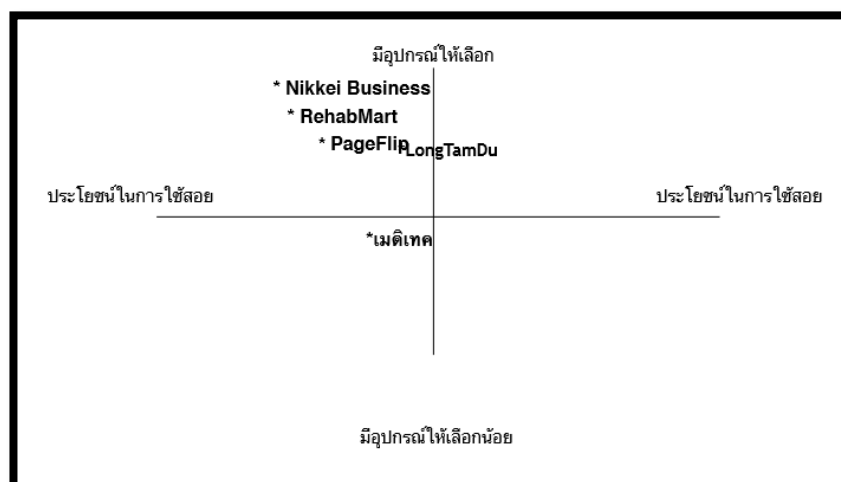 มีอุปกรณ์ให้เลือก
* Nikkei Business
* RehabMart
* PageFlip
*LongTamDu
ประโยชน์ในการใช้สอย
ประโยชน์ในการใช้สอย
*เมดิเทค
มีอุปกรณ์ให้เลือกน้อย